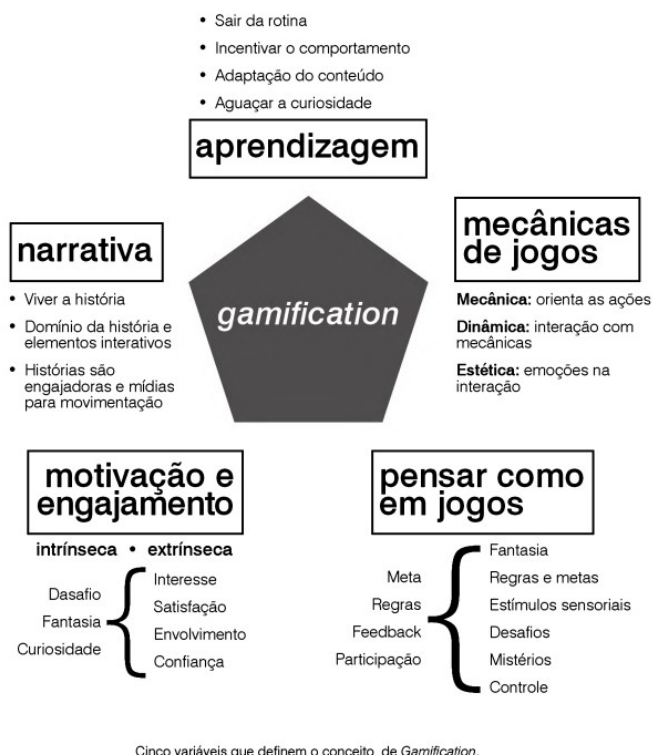 • Sair da rotina
• Incentivar o comportamento
• Adaptação do conteúdo
• Aguaçar a curiosidade
aprendizagem
narrativa
• Viver a história
• Domínio da história e
elementos interativos
• Histórias são
engajadoras e mídias
para movimentação
gamification
mecânicas
de jogos
Mecânica: orienta as ações
Dinâmica: interação com
mecânicas
Estética: emoções na
interação
motivação e
engajamento
intrínseca • extrínseca
Dasafio
Fantasia
Curiosidade
Interesse
Satisfação
Envolvimento
Confiança
pensar como
em jogos
Meta
Regras
Feedback
Participação
Fantasia
Regras e metas
Estímulos sensoriais
Desafios
Mistérios
Controle
Cinco variáveis que definem o conceito de Gamification.